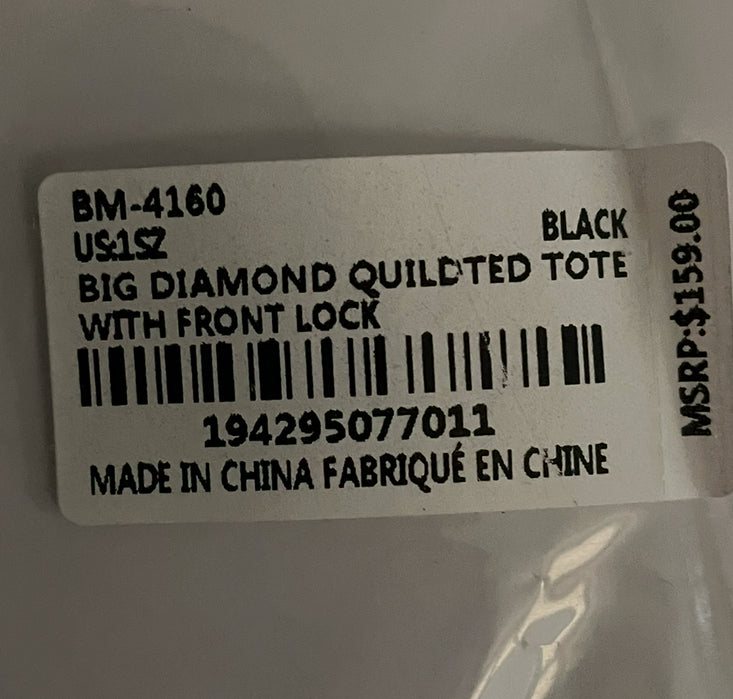 BM-4160
US:1SZ
BLACK
BIG DIAMOND QUILDTED TOTE
WITH FRONT LOCK
194295077011
MADE IN CHINA FABRIQUÉ EN CHINE
MSRP:$159.00